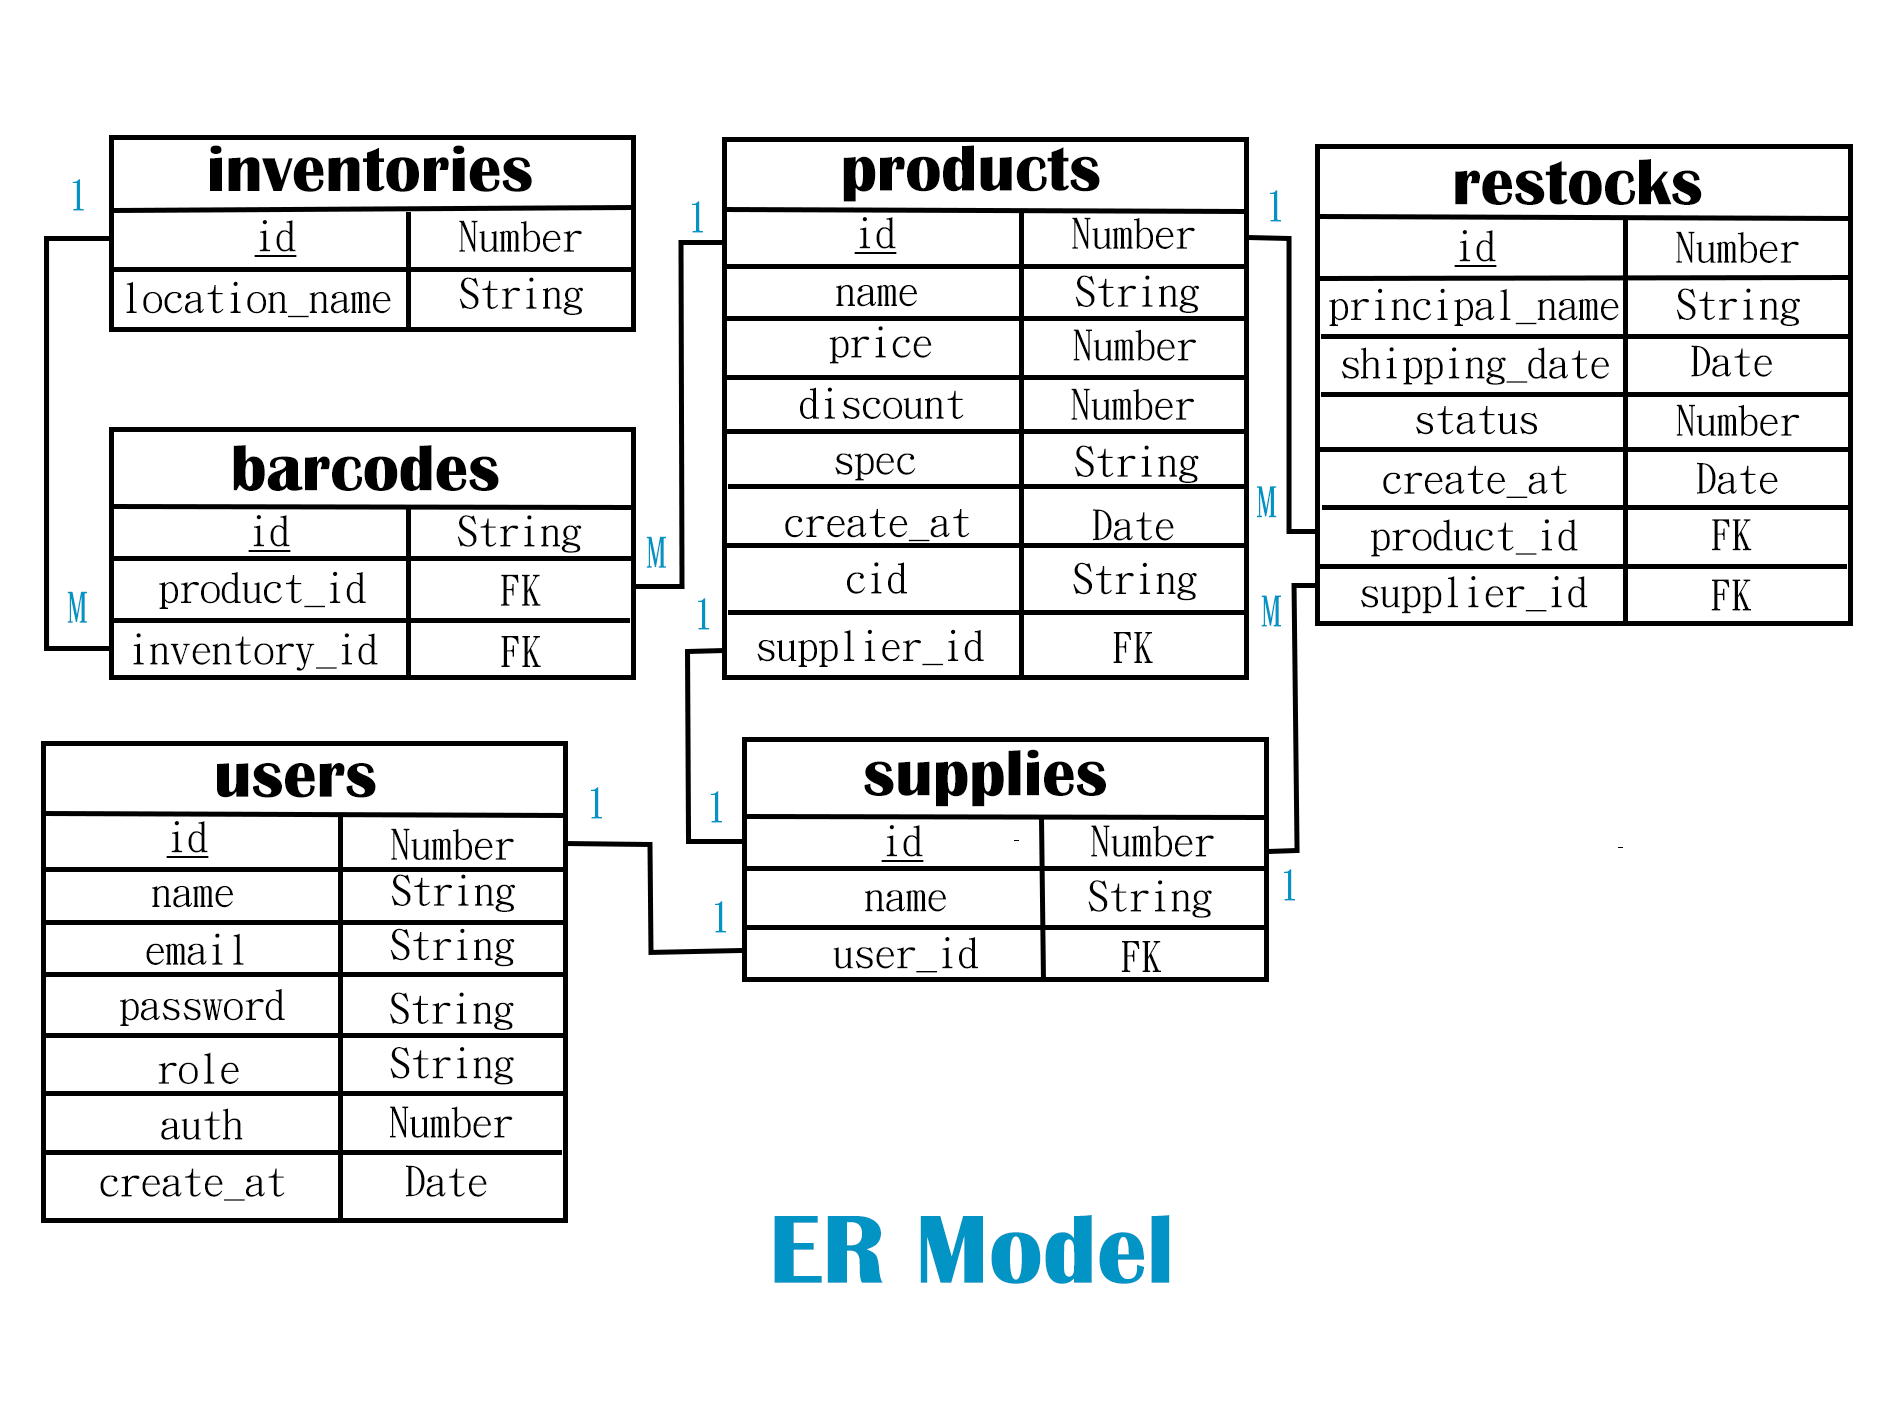 inventories
1
id Number
location_name String
barcodes
id String
product_id FK
M
inventory_id FK
M
products
1
1
id Number
name String
price Number
discount Number
spec String
create_at Date
cid String
1
supplier_id FK
restocks
id Number
principal_name String
shipping_date Date
status Number
create_at Date
M
product_id FK
M
supplier_id FK
users
1
id Number
name String
email String
password String
role String
auth Number
create_at Date
supplies
1
id Number
1
name String
1
user_id FK
ER Model